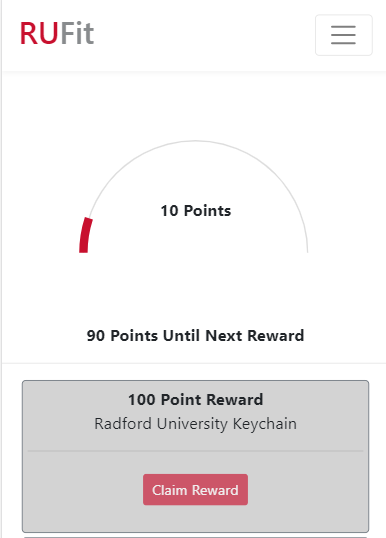 RUFit
10 Points
90 Points Until Next Reward
100 Point Reward
Radford University Keychain
Claim Reward